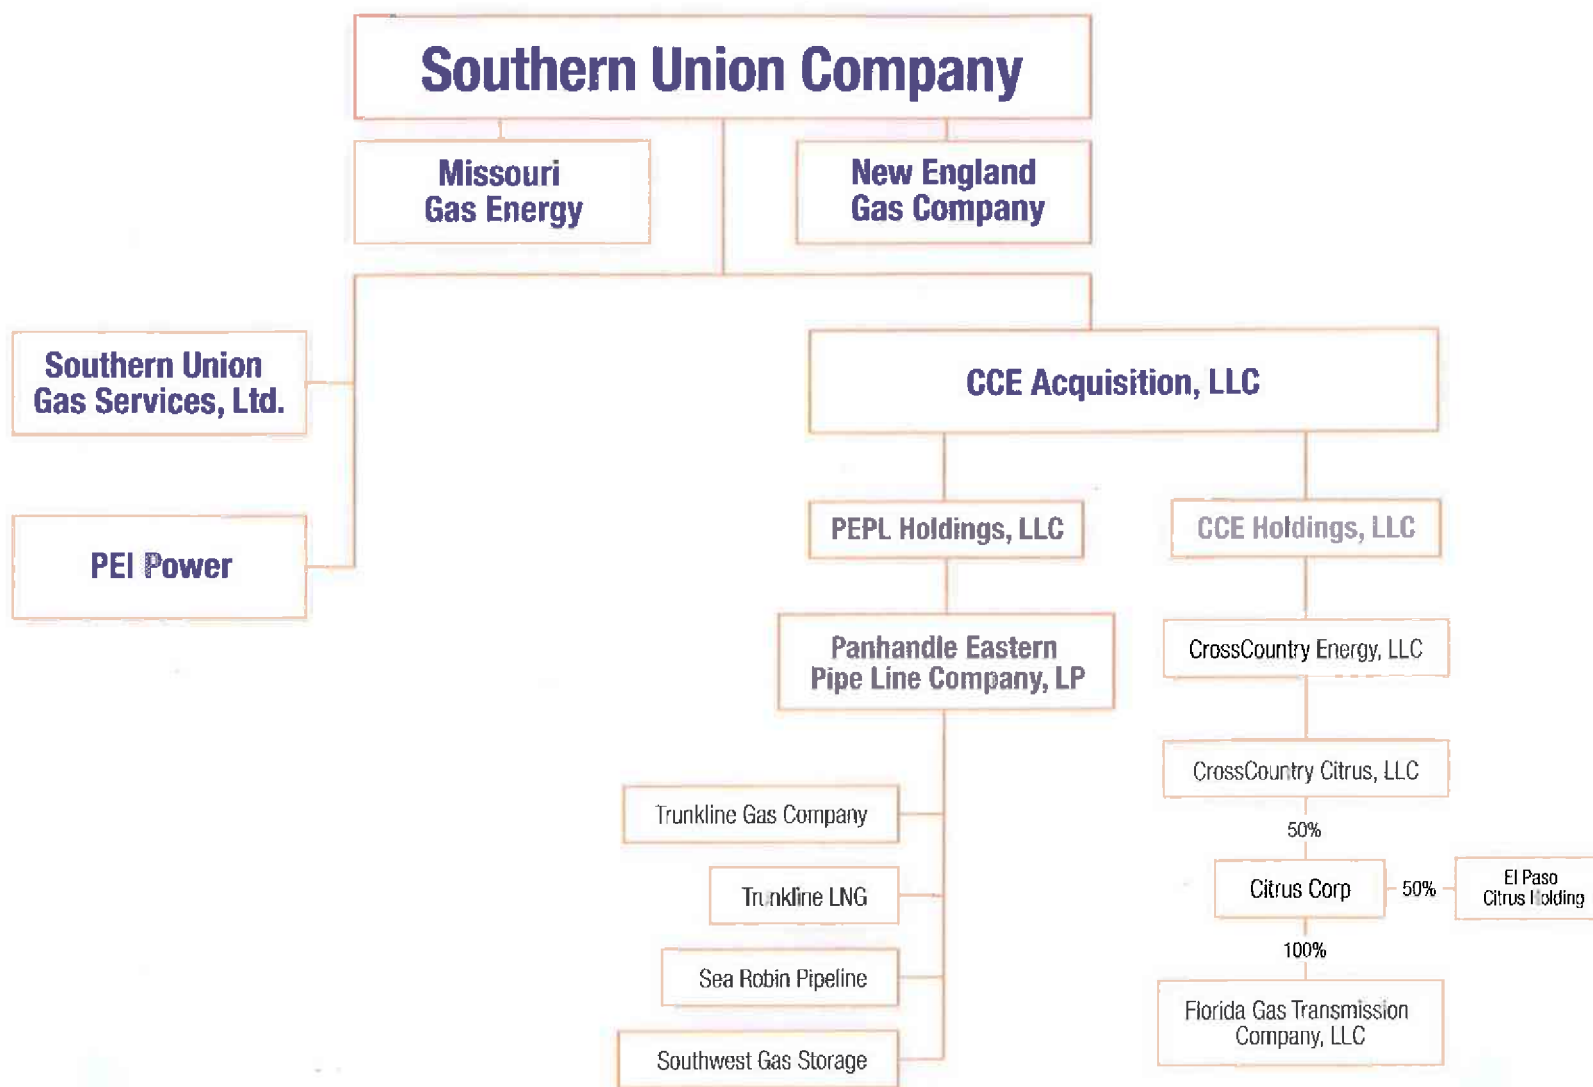 Southern Union Company
Missouri
Gas Energy
New England
Gas Company
Southern Union
Gas Services, Ltd.
CCE Acquisition, LLC
PEI Power
PEPL Holdings, LLC
CCE Holdings, LLC
Panhandle Eastern
Pipe Line Company, LP
CrossCountry Energy, LLC
CrossCountry Citrus, LLC
Trunkline Gas Company
50%
Trunkline LNG
Citrus Corp
50%
El Paso
Citrus Holding
100%
Sea Robin Pipeline
Florida Gas Transmission
Company, LLC
Southwest Gas Storage